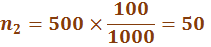 n₂ = 500 × 100/1000 = 50